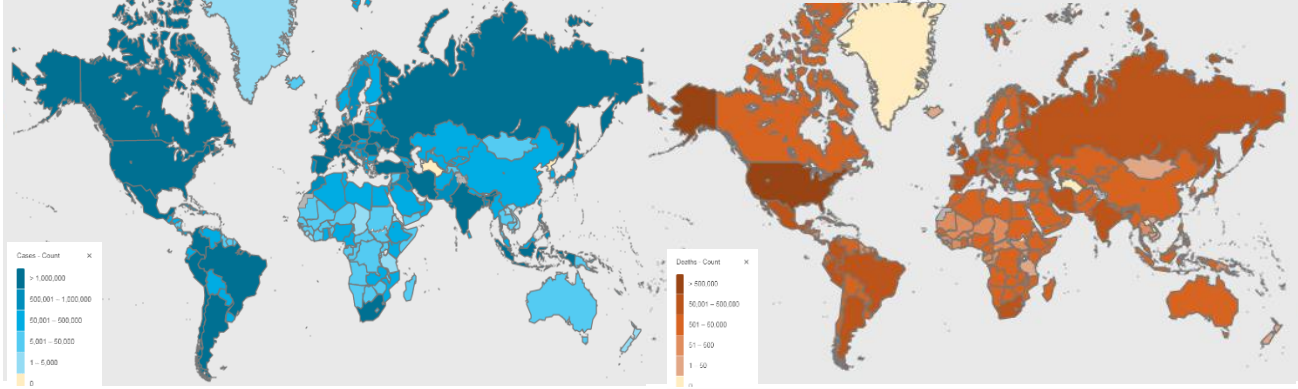 Cases - Count ×
> 1,000,000
500,001 – 1,000,000
50,001 – 500,000
5,001 – 50,000
1 – 5,000
0
Deaths - Count ×
> 500,000
50,001 – 500,000
501 – 50,000
51 – 500
1 – 50
0